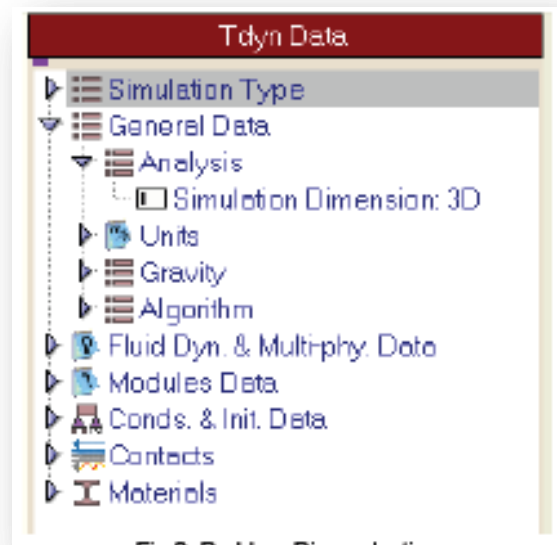 Tdyn Data
Simulation Type
General Data
Analysis
Simulation Dimension: 3D
Units
Gravity
Algorithm
Fluid Dyn. & Multi-phy. Data
Modules Data
Conds. & Init. Data
Contacts
Materials